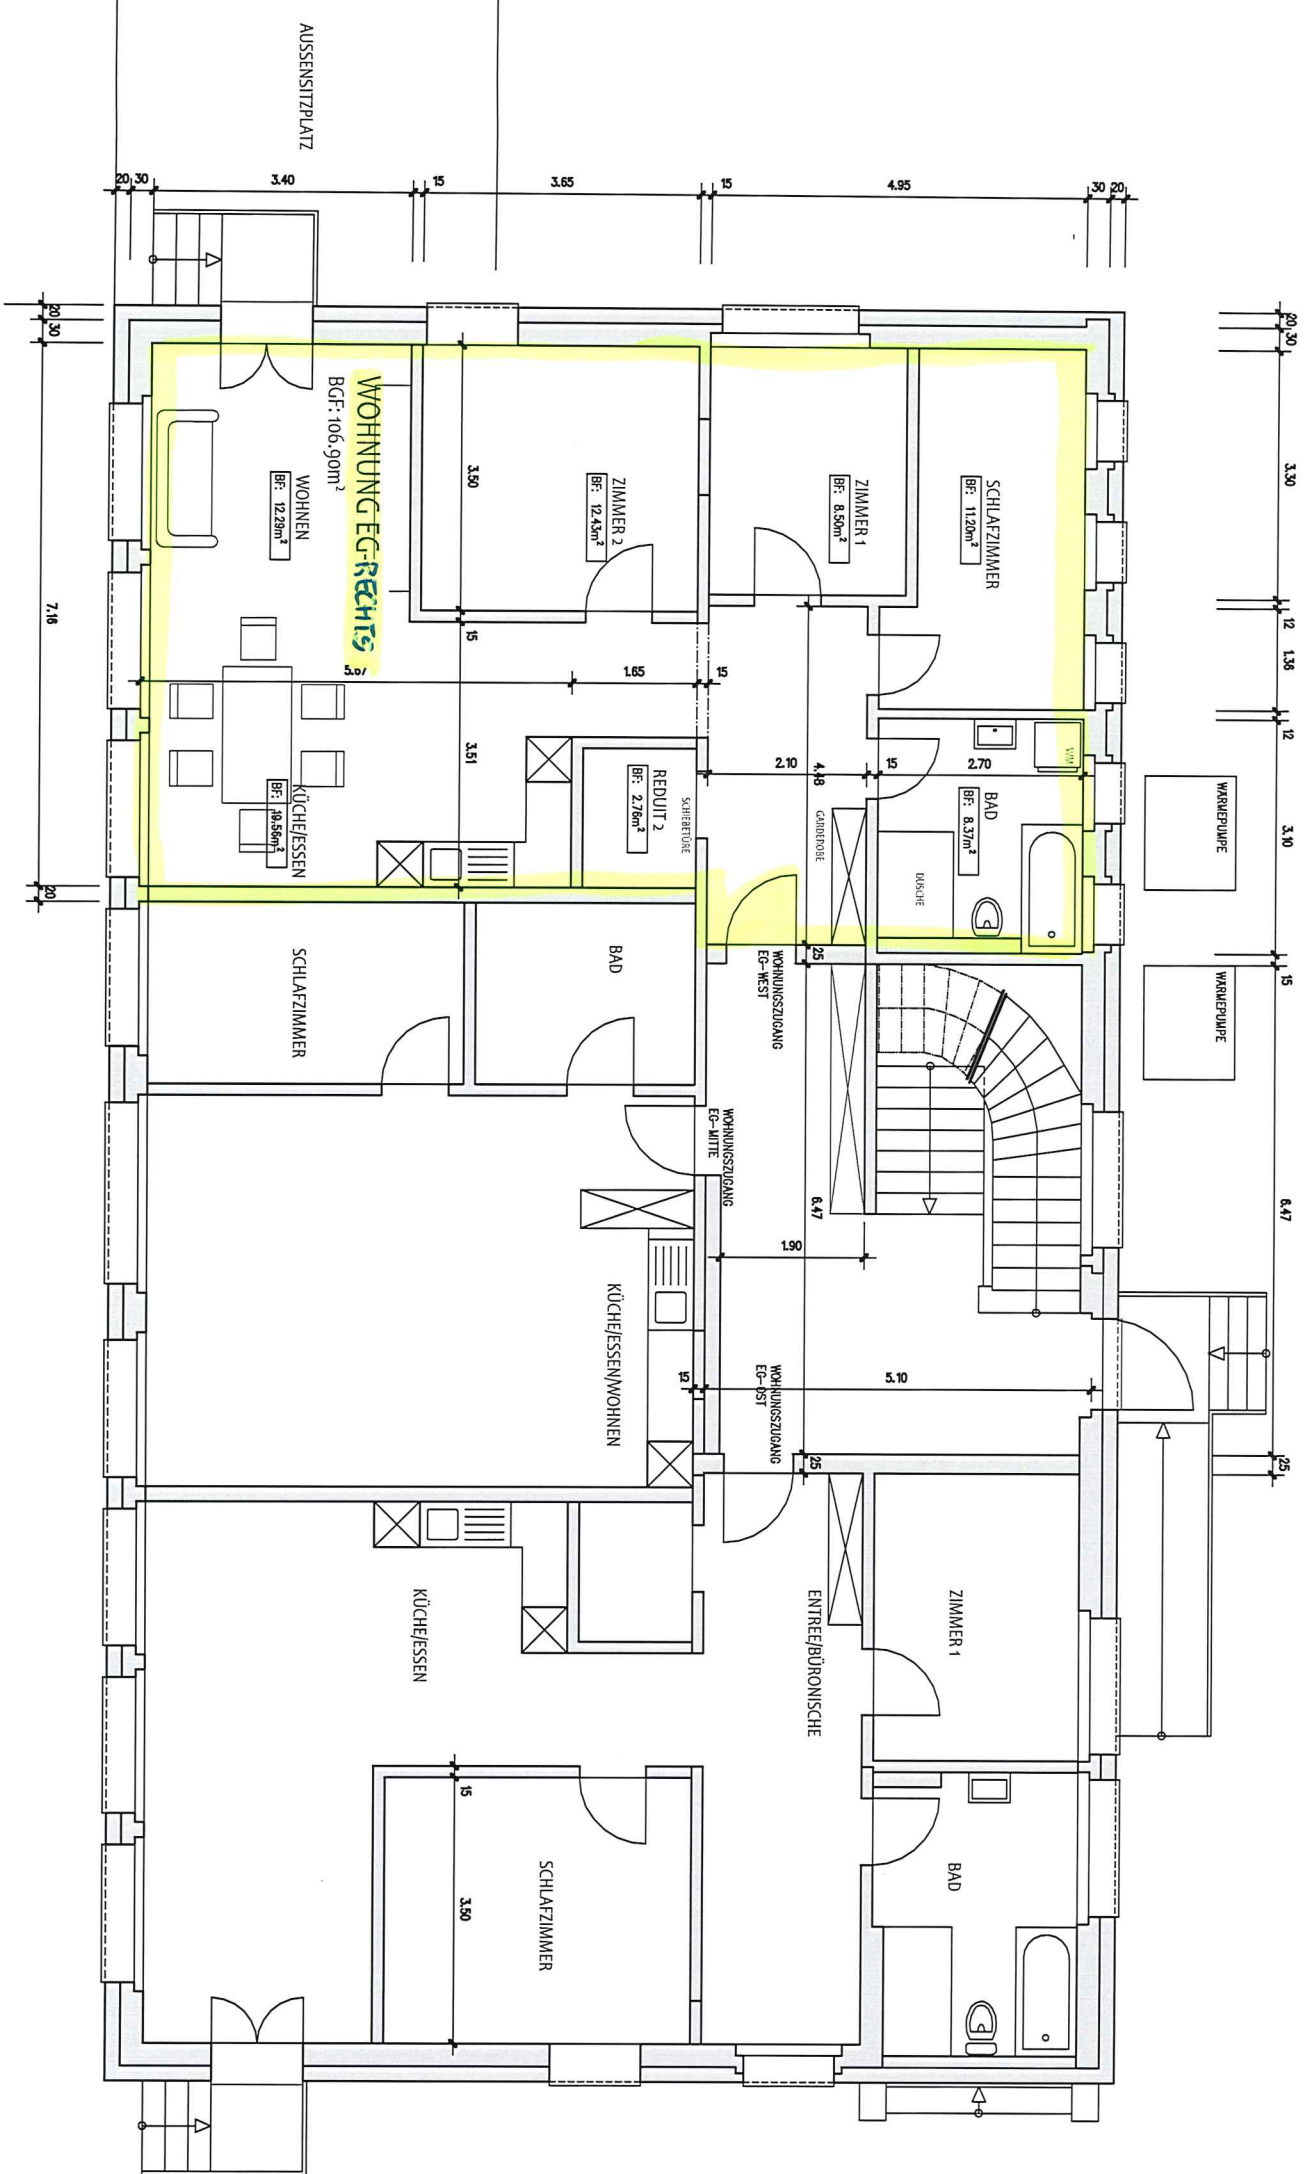 AUSSENSITZPLATZ
20 30
3.40
15
3.65
15
4.95
30 20
20 30
3.30
12
1.36
12
3.10
15
6.47
25
20 30
7.16
20
WOHNUNG EG-RECHTS
BGF: 106.90m²
WOHNEN
BF: 12.29m²
ZIMMER 2
BF: 12.43m²
ZIMMER 1
BF: 8.50m²
SCHLAFZIMMER
BF: 11.20m²
3.50
15
3.51
5.67
1.65
15
2.10
4.48
15
2.70
KÜCHE/ESSEN
BF: 19.56m²
REDUIT 2
BF: 2.76m²
SCHIEBETÜRE
GARDEROBE
BAD
BF: 8.37m²
DUSCHE
WM
WÄRMEPUMPE
WÄRMEPUMPE
25
WOHNUNGSZUGANG
EG-WEST
SCHLAFZIMMER
BAD
WOHNUNGSZUGANG
EG-MITTE
6.47
1.90
KÜCHE/ESSEN/WOHNEN
15
5.10
WOHNUNGSZUGANG
EG-OST
25
KÜCHE/ESSEN
ENTREE/BÜRONISCHE
ZIMMER 1
15
3.50
SCHLAFZIMMER
BAD